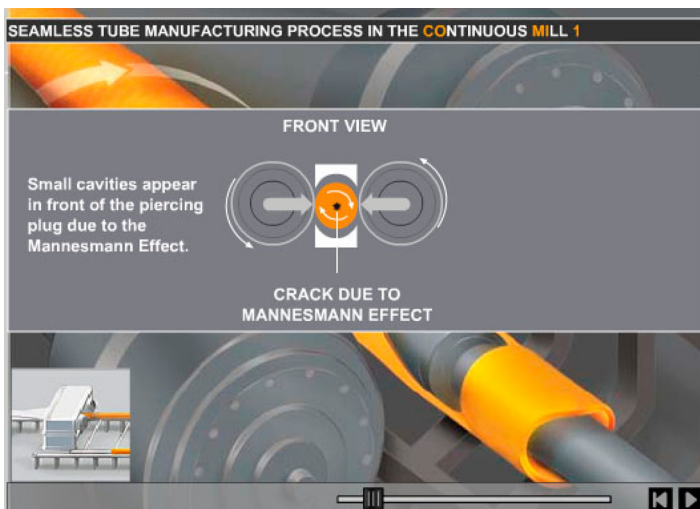 SEAMLESS TUBE MANUFACTURING PROCESS IN THE CONTINUOUS MILL 1
FRONT VIEW
Small cavities appear
in front of the piercing
plug due to the
Mannesmann Effect.
CRACK DUE TO
MANNESMANN EFFECT